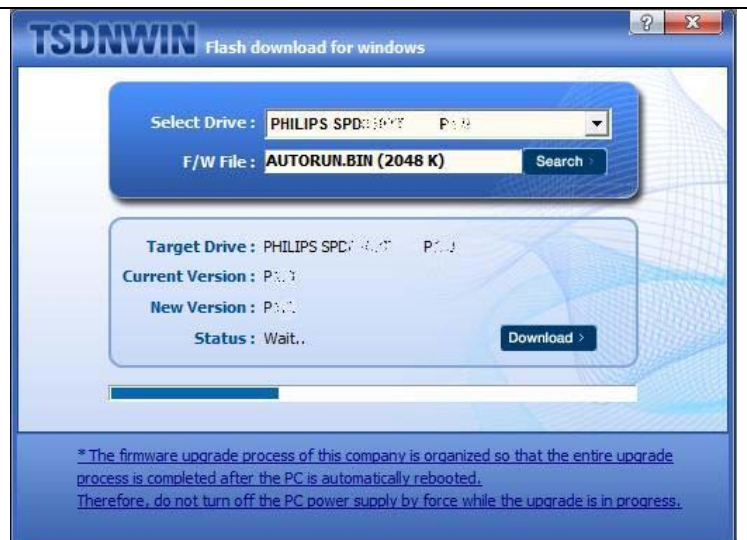 TSDNWIN Flash download for windows
Select Drive : PHILIPS
F/W File : AUTORUN.BIN (2048 K) Search >
Target Drive : PHILIPS
Current Version :
New Version :
Status : Wait.. Download >
* The firmware upgrade process of this company is organized so that the entire upgrade
process is completed after the PC is automatically rebooted.
Therefore, do not turn off the PC power supply by force while the upgrade is in progress.